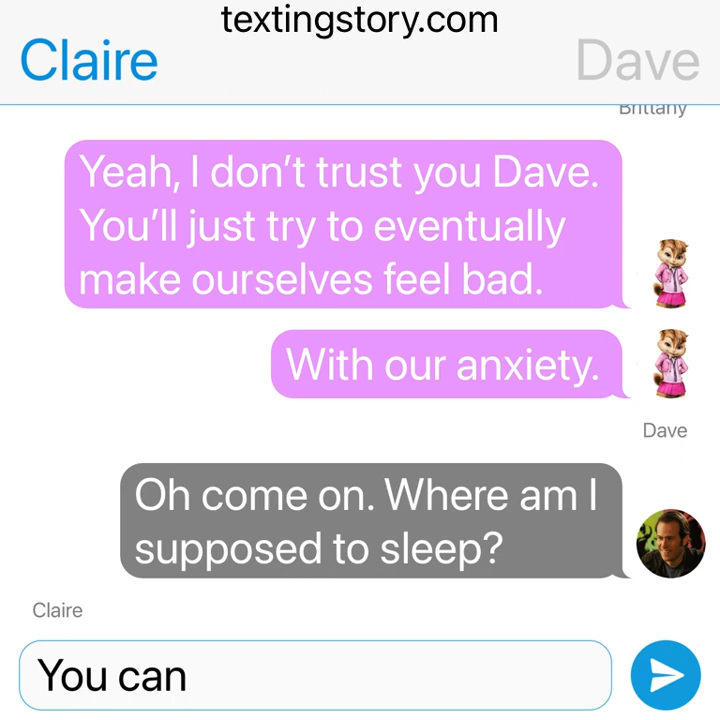 textingstory.com
Claire
Dave
Brittany
Yeah, I don’t trust you Dave.
You’ll just try to eventually
make ourselves feel bad.
With our anxiety.
Dave
Oh come on. Where am I
supposed to sleep?
Claire
You can